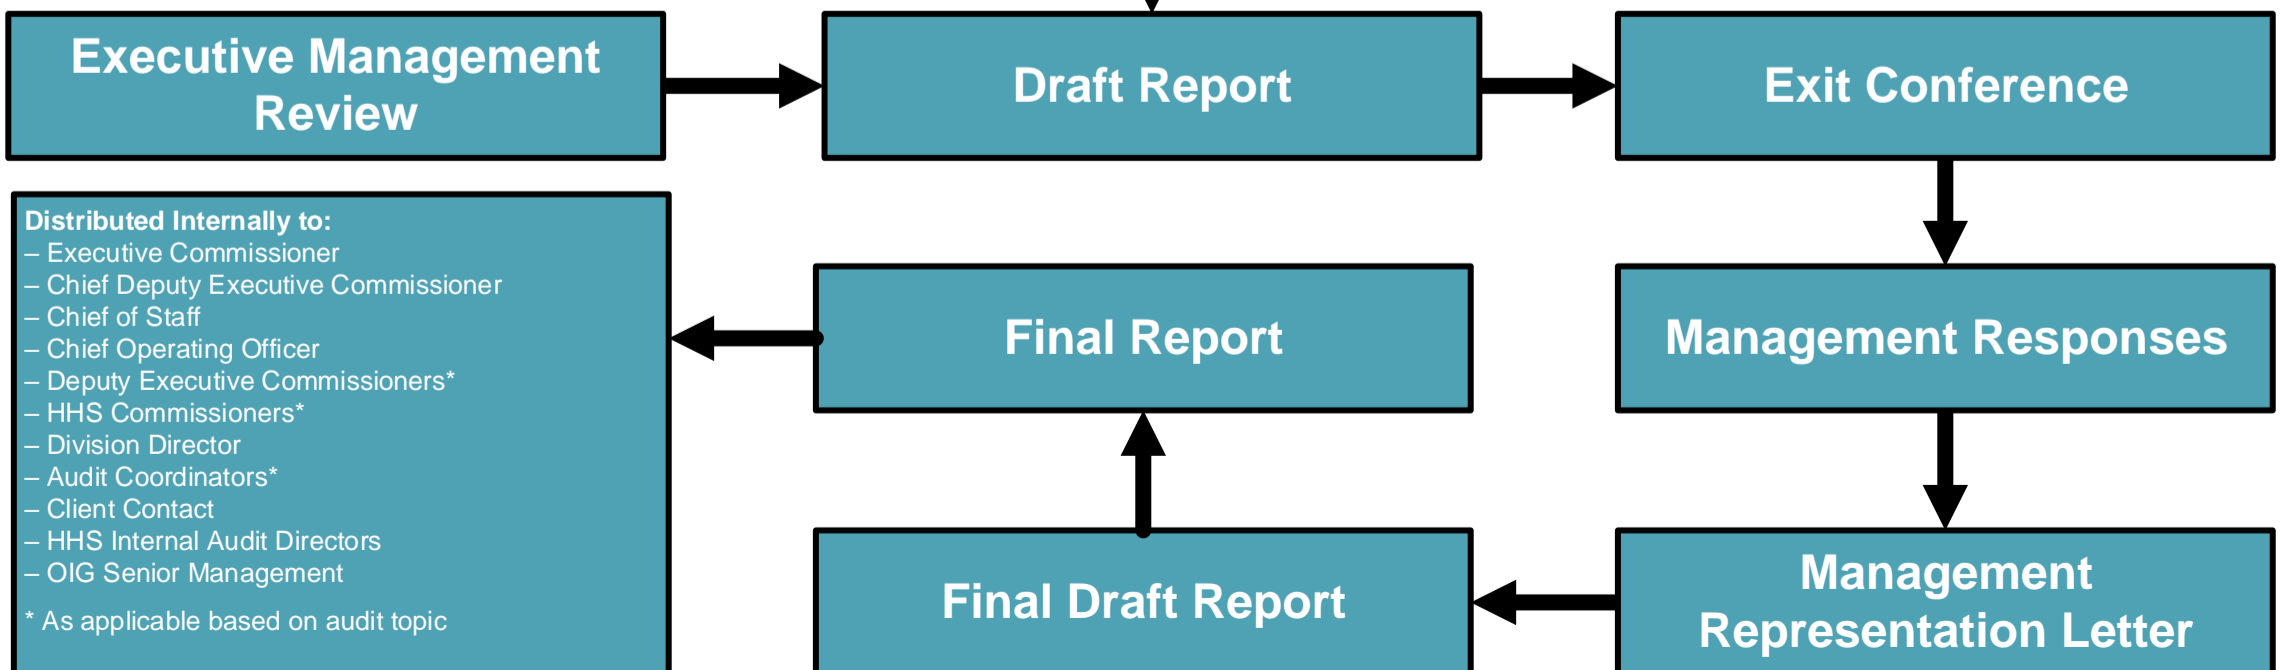 Executive Management
Review
Draft Report
Exit Conference
Distributed Internally to:
– Executive Commissioner
– Chief Deputy Executive Commissioner
– Chief of Staff
– Chief Operating Officer
– Deputy Executive Commissioners*
– HHS Commissioners*
– Division Director
– Audit Coordinators*
– Client Contact
– HHS Internal Audit Directors
– OIG Senior Management
* As applicable based on audit topic
Final Report
Management Responses
Final Draft Report
Management
Representation Letter